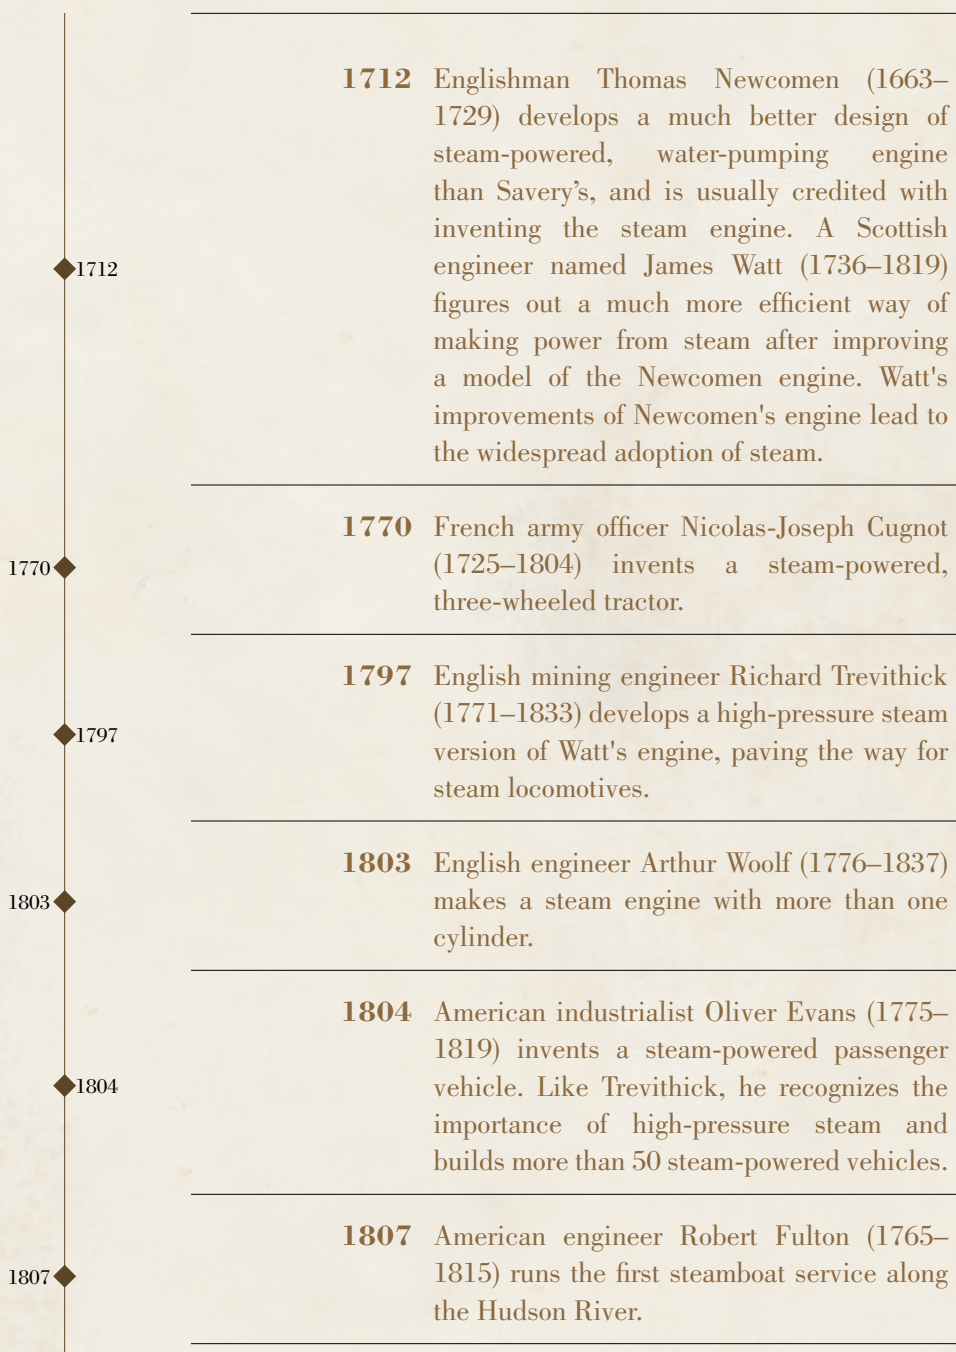 1712 Englishman Thomas Newcomen (1663–
1729) develops a much better design of
steam-powered, water-pumping engine
than Savery’s, and is usually credited with
inventing the steam engine. A Scottish
engineer named James Watt (1736–1819)
figures out a much more efficient way of
making power from steam after improving
a model of the Newcomen engine. Watt's
improvements of Newcomen's engine lead to
the widespread adoption of steam.
1712
1770 French army officer Nicolas-Joseph Cugnot
(1725–1804) invents a steam-powered,
three-wheeled tractor.
1770
1797 English mining engineer Richard Trevithick
(1771–1833) develops a high-pressure steam
version of Watt's engine, paving the way for
steam locomotives.
1797
1803 English engineer Arthur Woolf (1776–1837)
makes a steam engine with more than one
cylinder.
1803
1804 American industrialist Oliver Evans (1775–
1819) invents a steam-powered passenger
vehicle. Like Trevithick, he recognizes the
importance of high-pressure steam and
builds more than 50 steam-powered vehicles.
1804
1807 American engineer Robert Fulton (1765–
1815) runs the first steamboat service along
the Hudson River.
1807